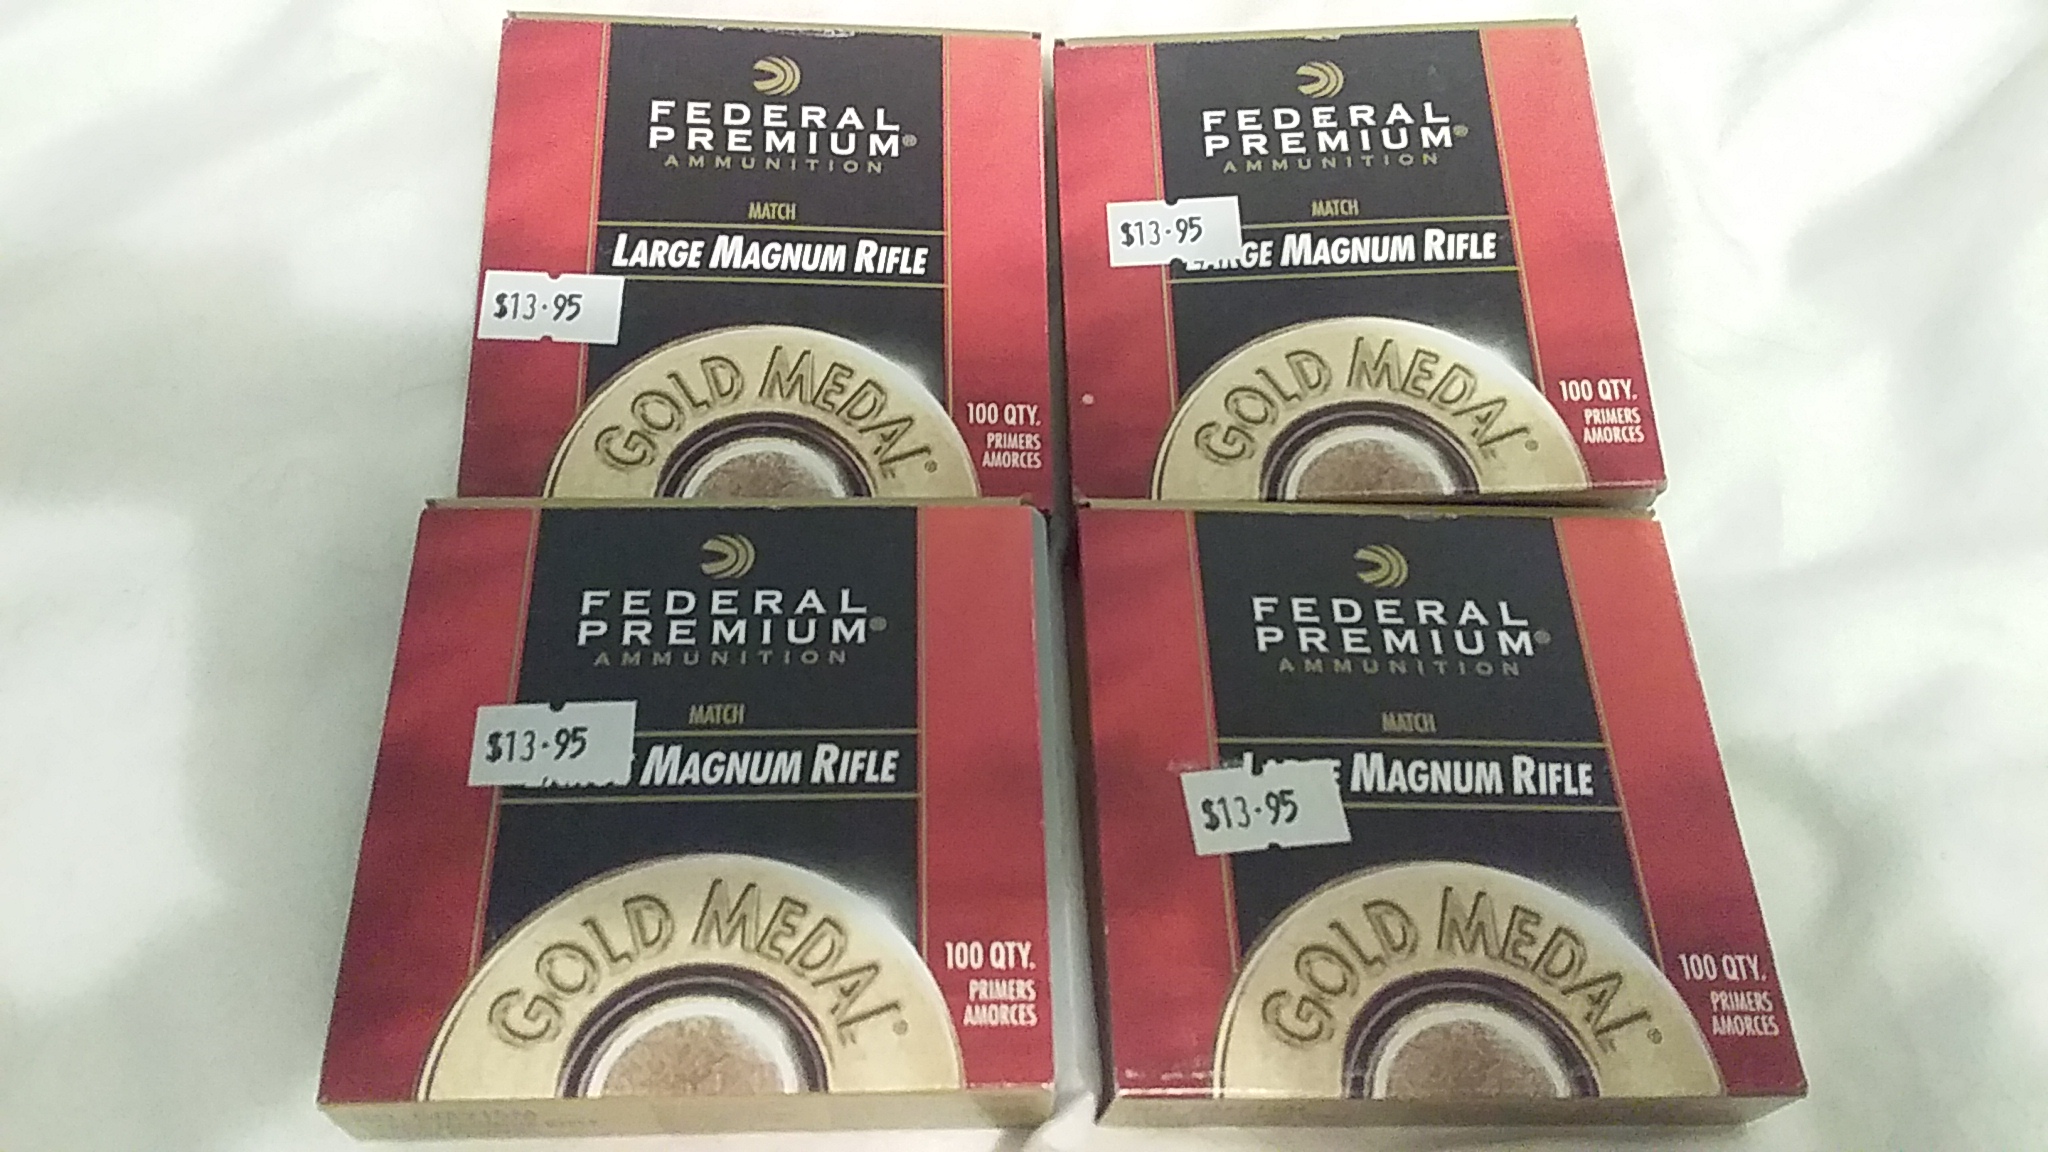 FEDERAL
PREMIUM®
AMMUNITION
MATCH
LARGE MAGNUM RIFLE
$13.95
GOLD MEDAL®
100 QTY.
PRIMERS
AMORCES
FEDERAL
PREMIUM®
AMMUNITION
MATCH
$13.95
LARGE MAGNUM RIFLE
GOLD MEDAL®
100 QTY.
PRIMERS
AMORCES
FEDERAL
PREMIUM®
AMMUNITION
MATCH
$13.95
MAGNUM RIFLE
GOLD MEDAL®
100 QTY.
PRIMERS
AMORCES
FEDERAL
PREMIUM®
AMMUNITION
MATCH
LARGE MAGNUM RIFLE
$13.95
GOLD MEDAL®
100 QTY.
PRIMERS
AMORCES